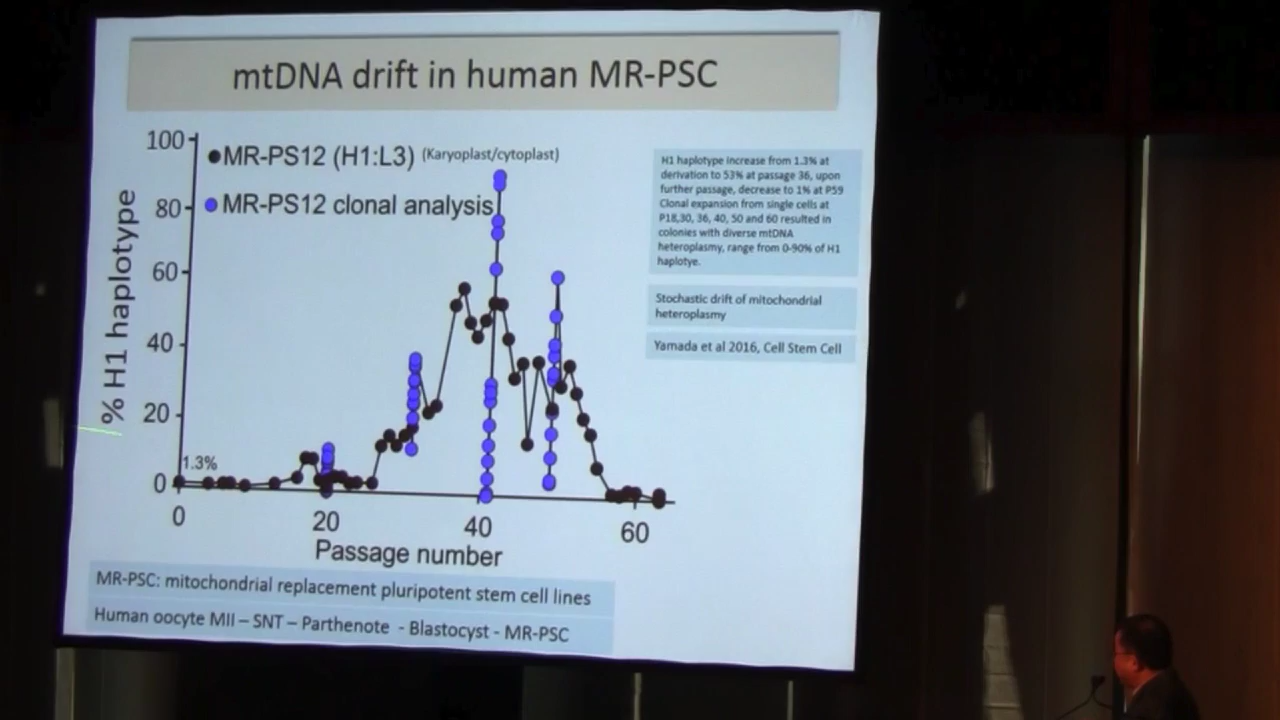 mtDNA drift in human MR-PSC
100
80
60
40
20
0
% H1 haplotype
MR-PS12 (H1:L3) (Karyoplast/cytoplast)
MR-PS12 clonal analysis
1.3%
0
20
40
60
Passage number
H1 haplotype increase from 1.3% at
derivation to 53% at passage 36, upon
further passage, decrease to 1% at P59
Clonal expansion from single cells at
P18,30, 36, 40, 50 and 60 resulted in
colonies with diverse mtDNA
heteroplasmy, range from 0-90% of H1
haplotye.
Stochastic drift of mitochondrial
heteroplasmy
Yamada et al 2016, Cell Stem Cell
MR-PSC: mitochondrial replacement pluripotent stem cell lines
Human oocyte MII – SNT – Parthenote - Blastocyst - MR-PSC